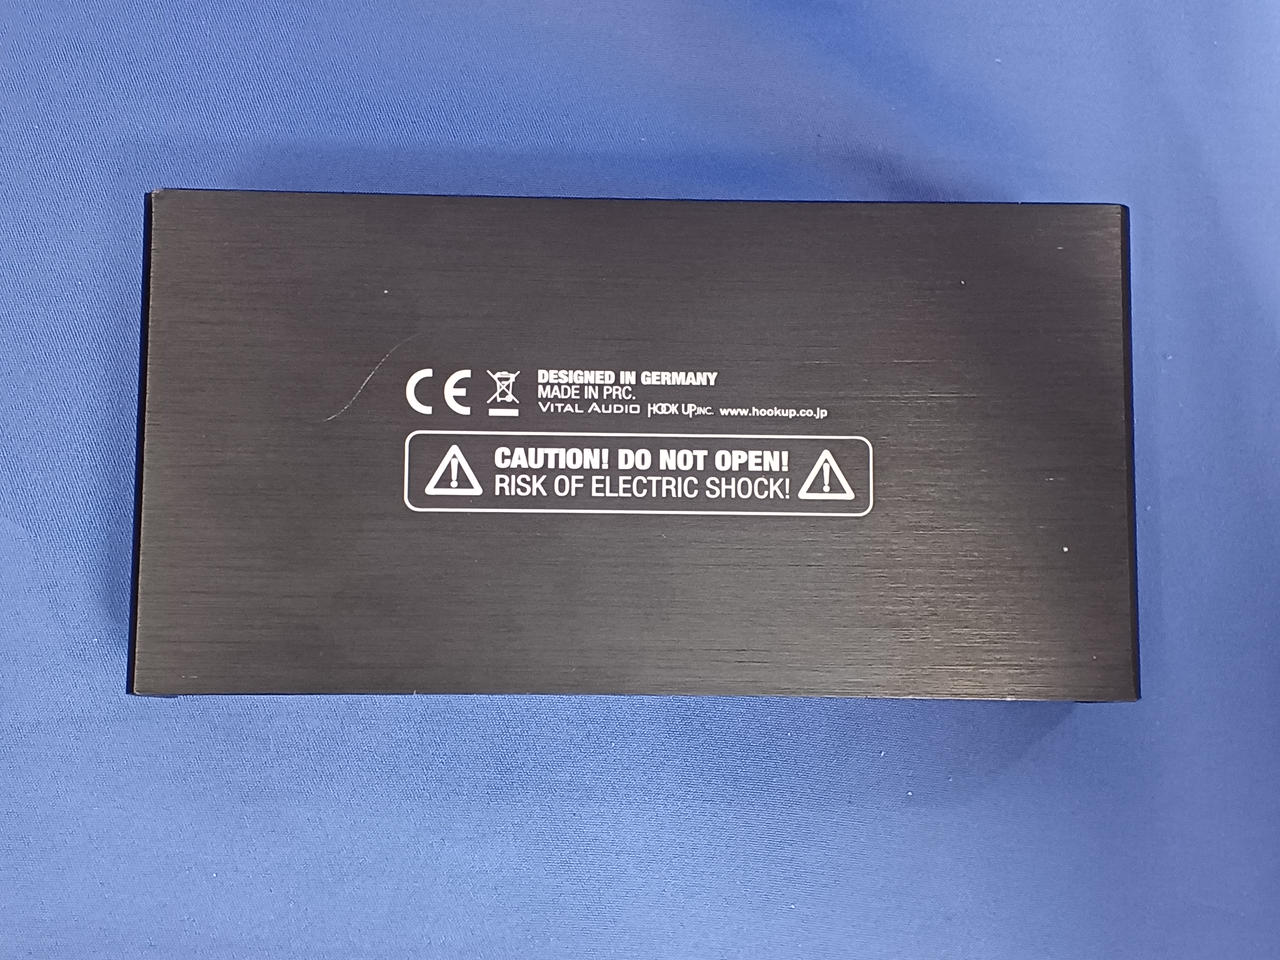 CE DESIGNED IN GERMANY
MADE IN PRC.
VITAL AUDIO HOOK UP,INC. www.hookup.co.jp
CAUTION! DO NOT OPEN!
RISK OF ELECTRIC SHOCK!